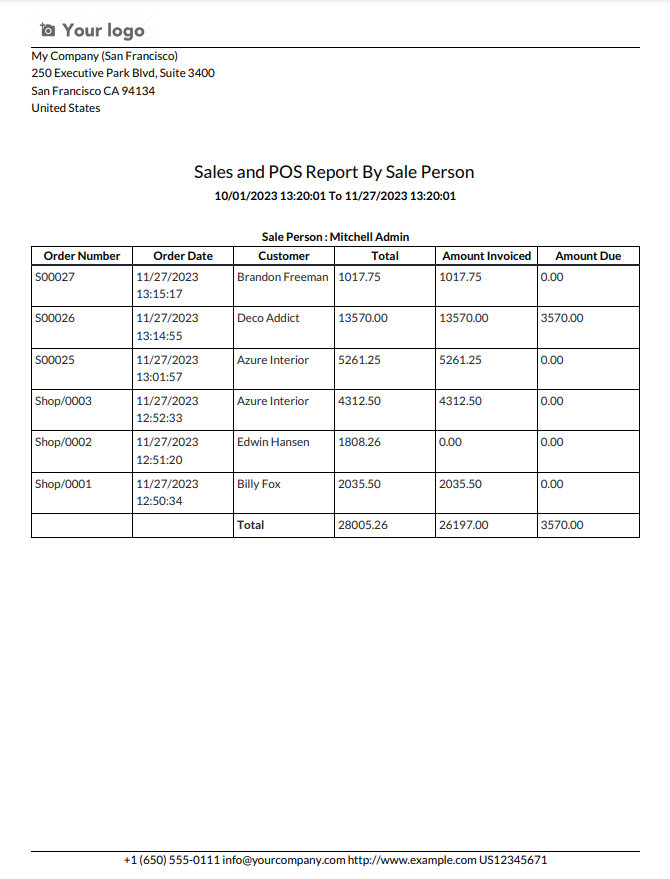 Your logo
My Company (San Francisco)
250 Executive Park Blvd, Suite 3400
San Francisco CA 94134
United States
Sales and POS Report By Sale Person
10/01/2023 13:20:01 To 11/27/2023 13:20:01
Sale Person : Mitchell Admin
Order Number Order Date Customer Total Amount Invoiced Amount Due
S00027 11/27/2023 Brandon Freeman 1017.75 1017.75 0.00
13:15:17
S00026 11/27/2023 Deco Addict 13570.00 13570.00 3570.00
13:14:55
S00025 11/27/2023 Azure Interior 5261.25 5261.25 0.00
13:01:57
Shop/0003 11/27/2023 Azure Interior 4312.50 4312.50 0.00
12:52:33
Shop/0002 11/27/2023 Edwin Hansen 1808.26 0.00 0.00
12:51:20
Shop/0001 11/27/2023 Billy Fox 2035.50 2035.50 0.00
12:50:34
Total 28005.26 26197.00 3570.00
+1 (650) 555-0111 info@yourcompany.com http://www.example.com US12345671